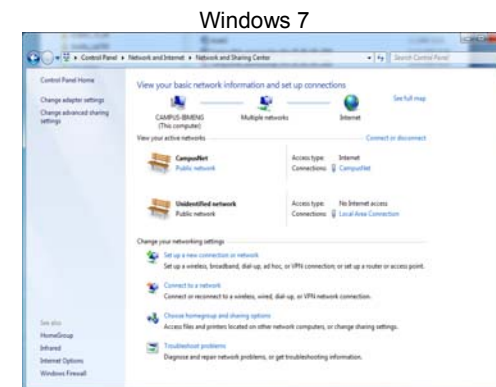 Windows 7
Control Panel ▸ Network and Internet ▸ Network and Sharing Center
Search Control Panel
Control Panel Home
Change adapter settings
Change advanced sharing
settings
View your basic network information and set up connections
See full map
CAMPUS-IBMENG
(This computer)
Multiple networks
Internet
View your active networks
Connect or disconnect
CampusNet
Public network
Access type: Internet
Connections: CampusNet
Unidentified network
Public network
Access type: No Internet access
Connections: Local Area Connection
Change your networking settings
Set up a new connection or network
Set up a wireless, broadband, dial-up, ad hoc, or VPN connection; or set up a router or access point.
Connect to a network
Connect or reconnect to a wireless, wired, dial-up, or VPN network connection.
Choose homegroup and sharing options
Access files and printers located on other network computers, or change sharing settings.
Troubleshoot problems
Diagnose and repair network problems, or get troubleshooting information.
See also
HomeGroup
Infrared
Internet Options
Windows Firewall